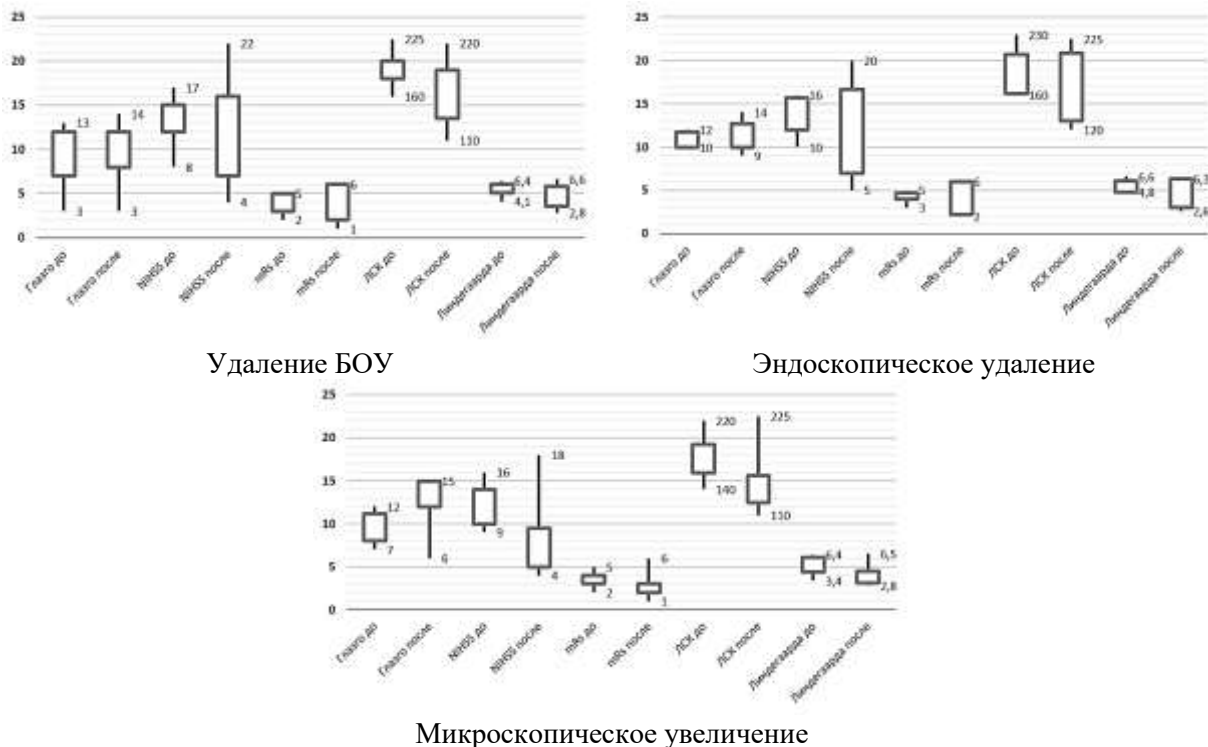 25
20
15
10
5
0
13
3
14
3
17
8
22
4
5
2
6
1
225
160
220
110
6,4
4,1
6,6
2,8
Глазго до
Глазго после
NIHSS до
NIHSS после
mRs до
mRs после
ЛСК до
ЛСК после
Линдегаарда до
Линдегаарда после
Удаление БОУ
25
20
15
10
5
0
12
10
14
9
16
10
20
5
5
3
6
2
230
160
225
120
6,6
4,8
6,3
2,6
Глазго до
Глазго после
NIHSS до
NIHSS после
mRs до
mRs после
ЛСК до
ЛСК после
Линдегаарда до
Линдегаарда после
Эндоскопическое удаление
25
20
15
10
5
0
12
7
15
6
16
9
18
4
5
2
6
1
220
140
225
110
6,4
3,4
6,5
2,8
Глазго до
Глазго после
NIHSS до
NIHSS после
mRs до
mRs после
ЛСК до
ЛСК после
Линдегаарда до
Линдегаарда после
Микроскопическое увеличение